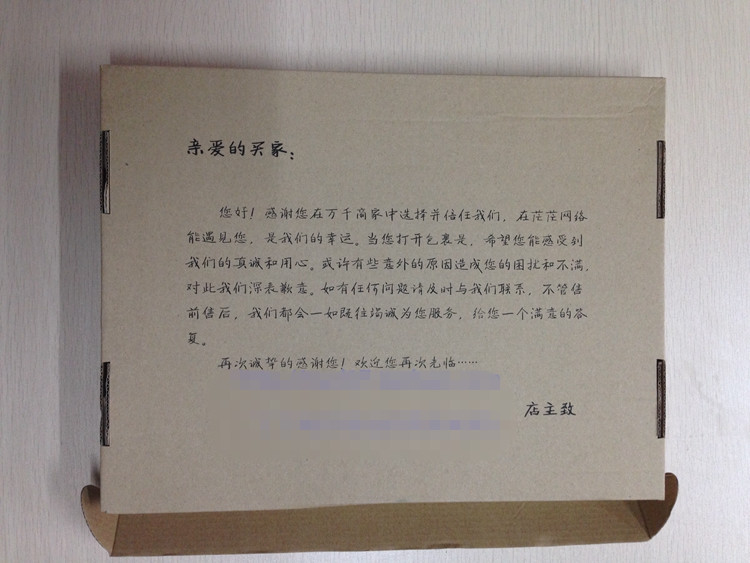 亲爱的买家:
您好!感谢您在万千商家中选择并信任我们,在茫茫网络
能遇见您,是我们的幸运。当您打开包裹是,希望您能感受到
我们的真诚和用心。或许有些意外的原因造成您的困扰和不满,
对此我们深表歉意。如有任何问题请及时与我们联系,不管售
前售后,我们都会一如既往竭诚为您服务,给您一个满意的答
复。
再次诚挚的感谢您!欢迎您再次光临……
店主致